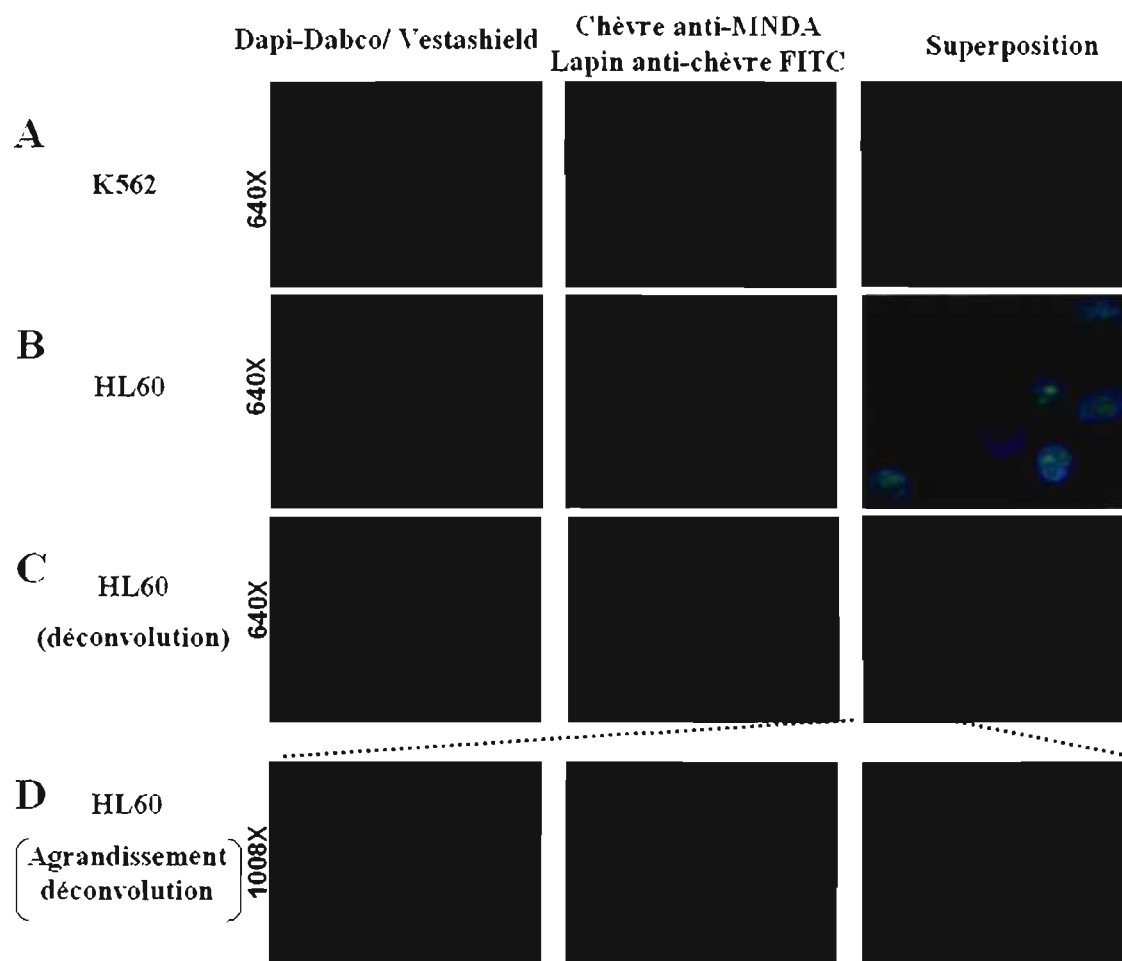 Dapi-Dabco/ Vestashield
Chèvre anti-MNDA
Lapin anti-chèvre FITC
Superposition
A
K562
640X
B
HL60
640X
C
HL60
(déconvolution)
640X
D
HL60
Agrandissement
déconvolution
1008X